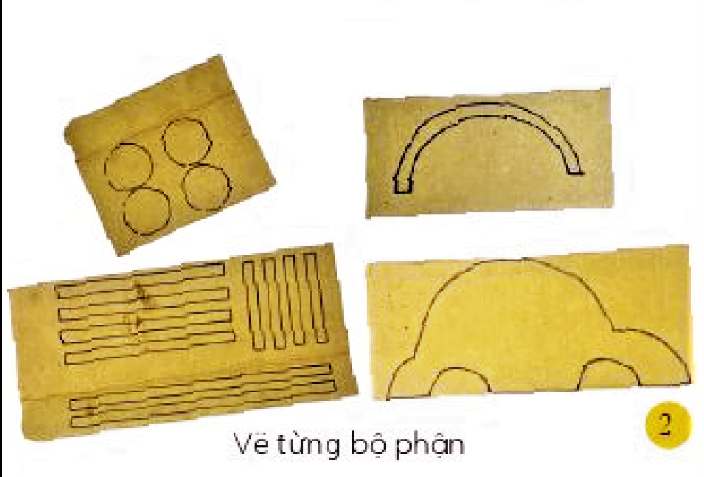 Vẽ từng bộ phận
2